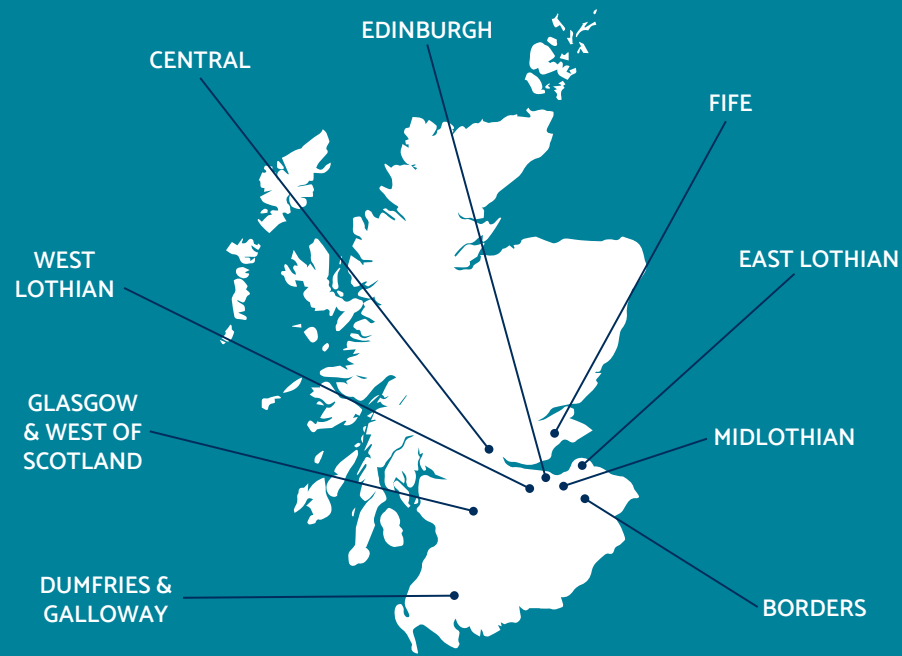 EDINBURGH
CENTRAL
FIFE
WEST
LOTHIAN
EAST LOTHIAN
GLASGOW
& WEST OF
SCOTLAND
MIDLOTHIAN
DUMFRIES &
GALLOWAY
BORDERS